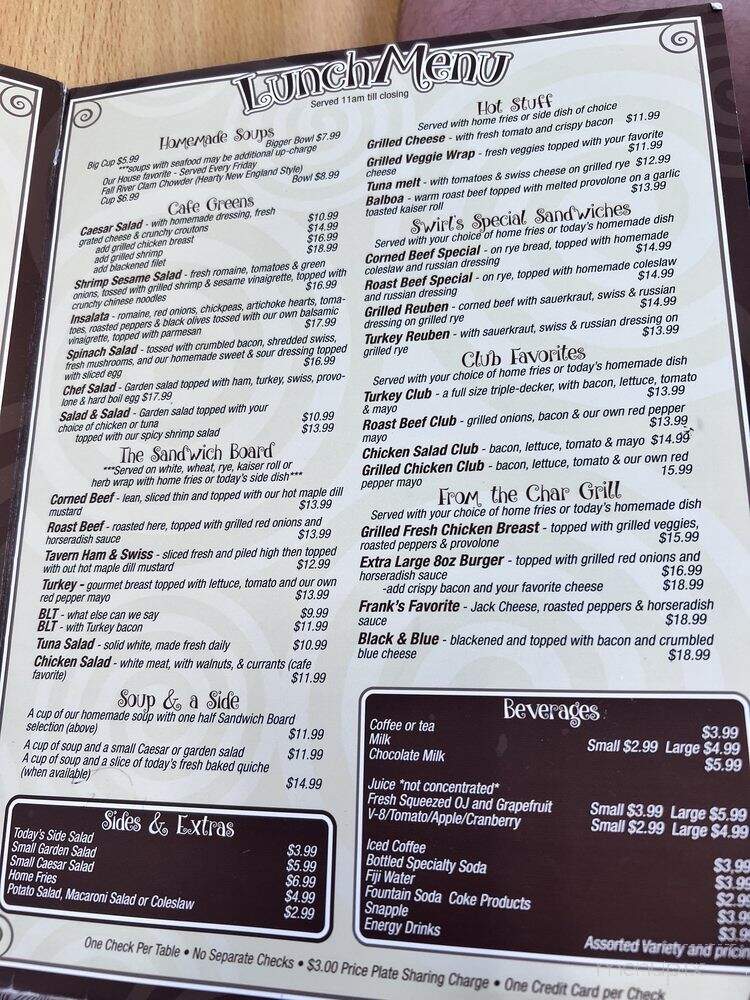 Lunch Menu
Served 11am till closing
Homemade Soups
Big Cup $5.99 Bigger Bowl $7.99
***soups with seafood may be additional up-charge
Our House favorite - Served Every Friday
Fall River Clam Chowder (Hearty New England Style)
Cup $6.99 Bowl $8.99
Cafe Greens
Caesar Salad - with homemade dressing, fresh
grated cheese & crunchy croutons $10.99
add grilled chicken breast $14.99
add grilled shrimp $16.99
add blackened filet $18.99
Shrimp Sesame Salad - fresh romaine, tomatoes & green
onions, tossed with grilled shrimp & sesame vinaigrette, topped with
crunchy chinese noodles $16.99
Insalata - romaine, red onions, chickpeas, artichoke hearts, toma-
toes, roasted peppers & black olives tossed with our own balsamic
vinaigrette, topped with parmesan $17.99
Spinach Salad - tossed with crumbled bacon, shredded swiss,
fresh mushrooms, and our homemade sweet & sour dressing topped
with sliced egg $16.99
Chef Salad - Garden salad topped with ham, turkey, swiss, provo-
lone & hard boil egg $17.99
Salad & Salad - Garden salad topped with your
choice of chicken or tuna $10.99
topped with our spicy shrimp salad $13.99
The Sandwich Board
***Served on white, wheat, rye, kaiser roll or
herb wrap with home fries or today's side dish***
Corned Beef - lean, sliced thin and topped with our hot maple dill
mustard $13.99
Roast Beef - roasted here, topped with grilled red onions and
horseradish sauce $13.99
Tavern Ham & Swiss - sliced fresh and piled high then topped
with out hot maple dill mustard $12.99
Turkey - gourmet breast topped with lettuce, tomato and our own
red pepper mayo $13.99
BLT - what else can we say $9.99
BLT - with Turkey bacon $11.99
Tuna Salad - solid white, made fresh daily $10.99
Chicken Salad - white meat, with walnuts, & currants (cafe
favorite) $11.99
Soup & a Side
A cup of our homemade soup with one half Sandwich Board
selection (above) $11.99
A cup of soup and a small Caesar or garden salad $11.99
A cup of soup and a slice of today's fresh baked quiche
(when available) $14.99
Sides & Extras
Today's Side Salad $3.99
Small Garden Salad $5.99
Small Caesar Salad $6.99
Home Fries $4.99
Potato Salad, Macaroni Salad or Coleslaw $2.99
Hot Stuff
Served with home fries or side dish of choice
Grilled Cheese - with fresh tomato and crispy bacon $11.99
Grilled Veggie Wrap - fresh veggies topped with your favorite
cheese $11.99
Tuna melt - with tomatoes & swiss cheese on grilled rye $12.99
Balboa - warm roast beef topped with melted provolone on a garlic
toasted kaiser roll $13.99
Swirl's Special Sandwiches
Served with your choice of home fries or today's homemade dish
Corned Beef Special - on rye bread, topped with homemade
coleslaw and russian dressing $14.99
Roast Beef Special - on rye, topped with homemade coleslaw
and russian dressing $14.99
Grilled Reuben - corned beef with sauerkraut, swiss & russian
dressing on grilled rye $14.99
Turkey Reuben - with sauerkraut, swiss & russian dressing on
grilled rye $13.99
Club Favorites
Served with your choice of home fries or today's homemade dish
Turkey Club - a full size triple-decker, with bacon, lettuce, tomato
& mayo $13.99
Roast Beef Club - grilled onions, bacon & our own red pepper
mayo $13.99
Chicken Salad Club - bacon, lettuce, tomato & mayo $14.99
Grilled Chicken Club - bacon, lettuce, tomato & our own red
pepper mayo 15.99
From the Char Grill
Served with your choice of home fries or today's homemade dish
Grilled Fresh Chicken Breast - topped with grilled veggies,
roasted peppers & provolone $15.99
Extra Large 8oz Burger - topped with grilled red onions and
horseradish sauce $16.99
-add crispy bacon and your favorite cheese $18.99
Frank's Favorite - Jack Cheese, roasted peppers & horseradish
sauce $18.99
Black & Blue - blackened and topped with bacon and crumbled
blue cheese $18.99
Beverages
Coffee or tea $3.99
Milk Small $2.99 Large $4.99
Chocolate Milk $5.99
Juice *not concentrated*
Fresh Squeezed OJ and Grapefruit Small $3.99 Large $5.99
V-8/Tomato/Apple/Cranberry Small $2.99 Large $4.99
Iced Coffee $3.99
Bottled Specialty Soda $3.99
Fiji Water $2.99
Fountain Soda Coke Products $3.9
Snapple $3.9
Energy Drinks
Assorted Variety and pricin
One Check Per Table • No Separate Checks • $3.00 Price Plate Sharing Charge • One Credit Card per Check